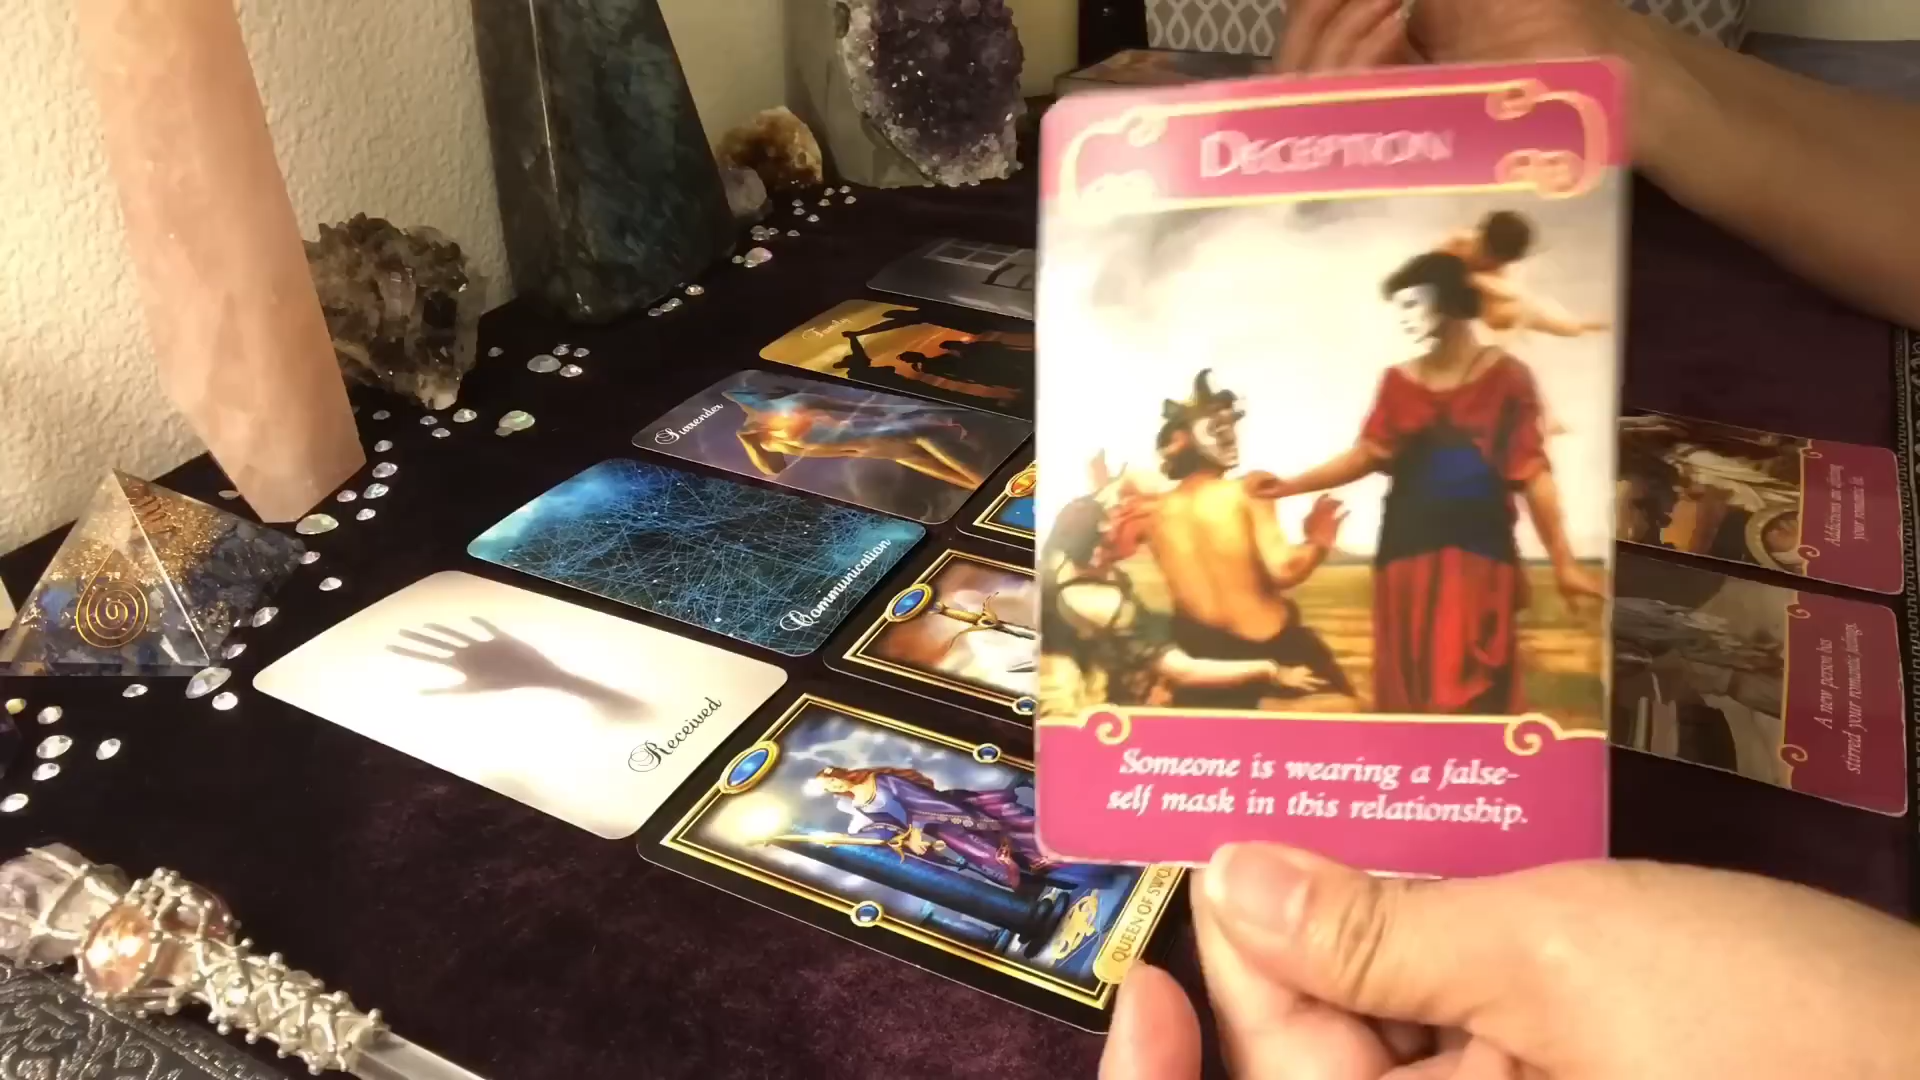 DECEPTION
Someone is wearing a false-
self mask in this relationship.
Family
Surrender
Communication
Received
QUEEN OF SWO
Addictions are affecting
your romantic life.
A new person has
stirred your romantic feelings.